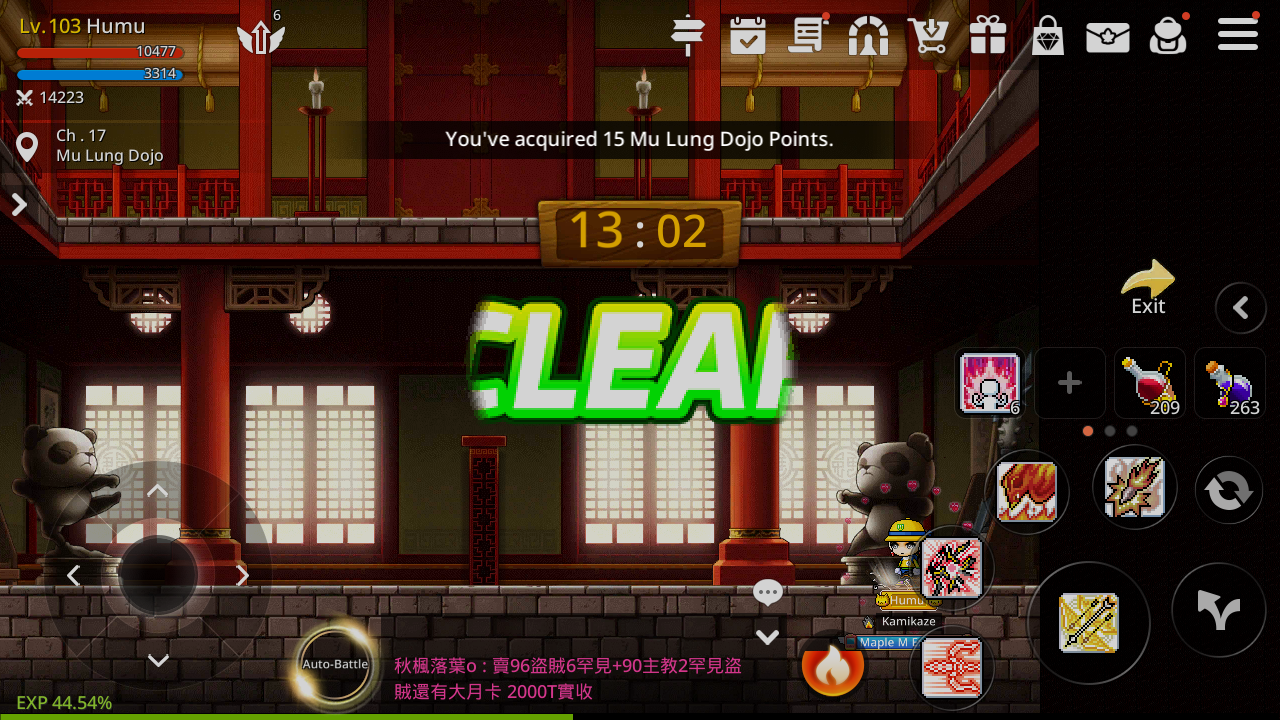 Lv.103 Humu
6
10477
3314
14223
Ch . 17
Mu Lung Dojo
You've acquired 15 Mu Lung Dojo Points.
13 : 02
CLEAR
Exit
6
209
263
Humu
Kamikaze
Maple M F
Auto-Battle
秋楓落葉o : 賣96盜賊6罕見+90主教2罕見盜
賊還有大月卡 2000T實收
EXP 44.54%